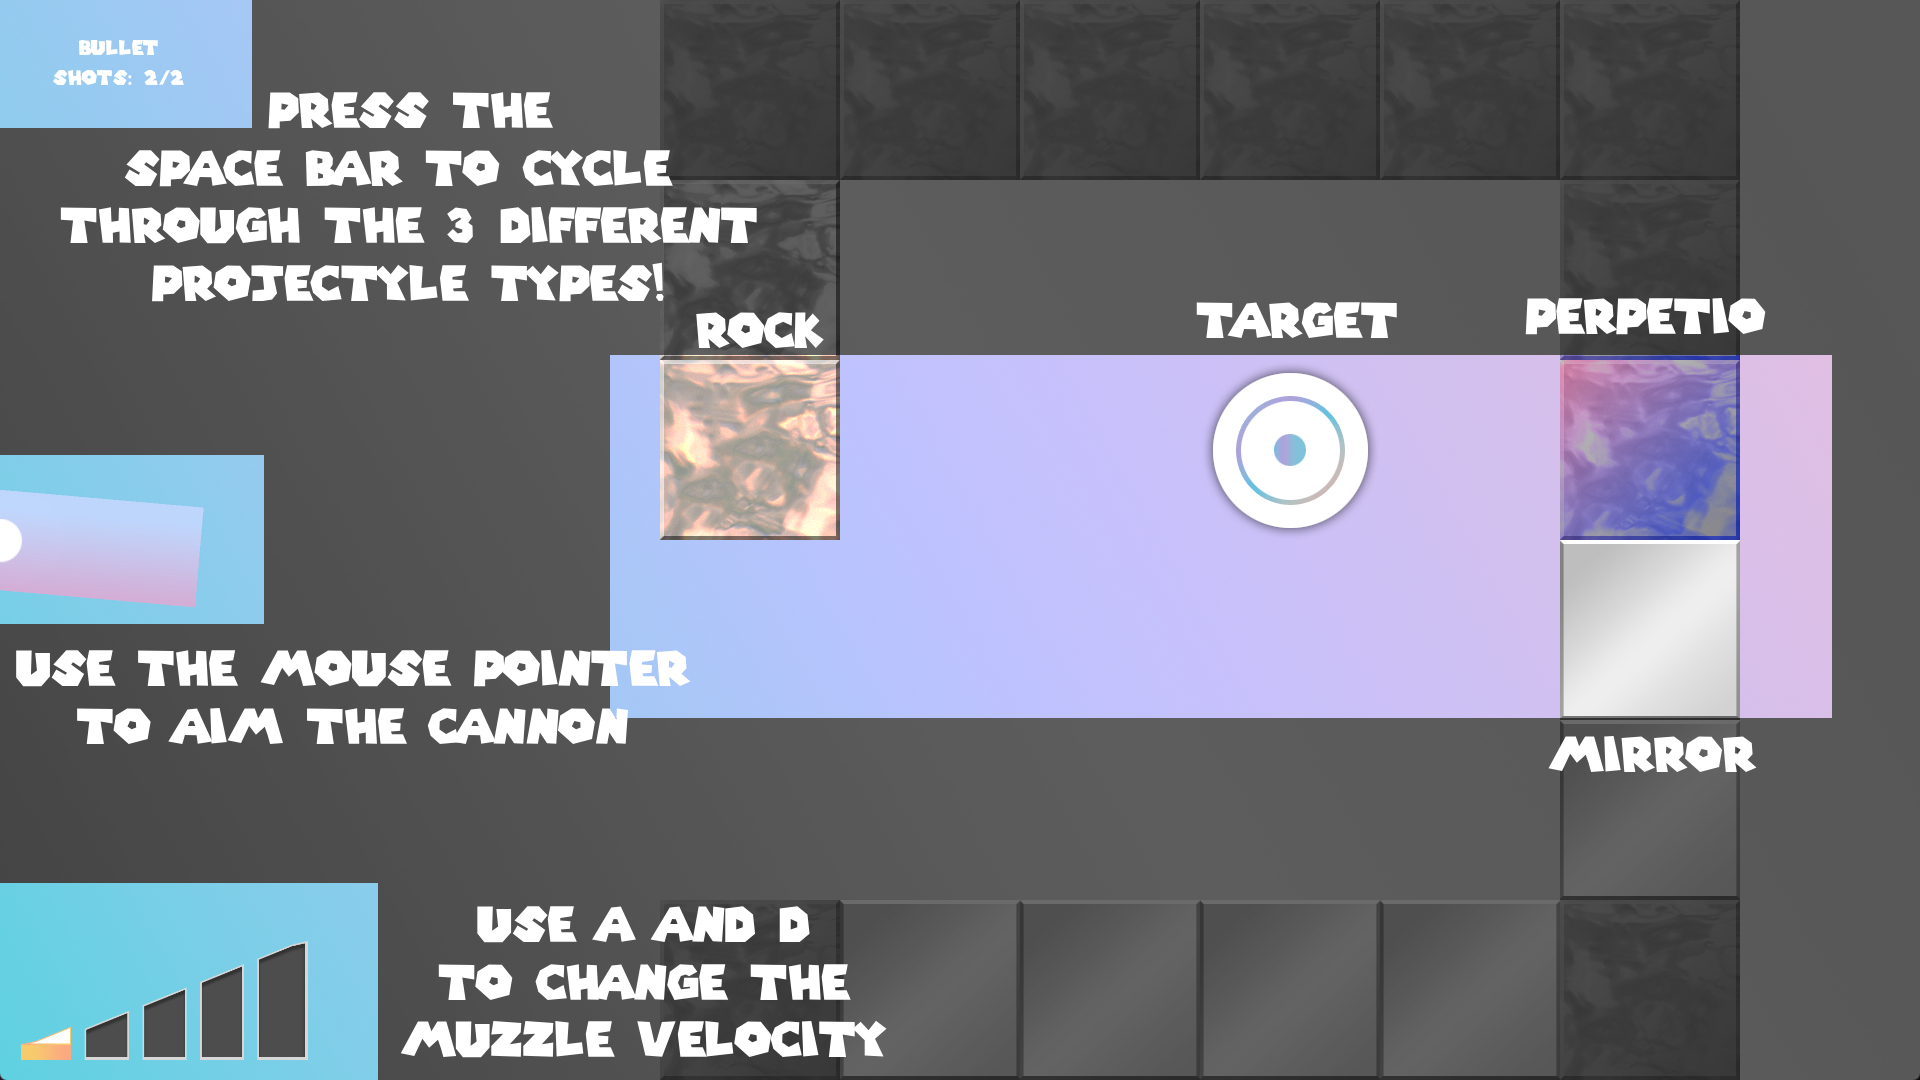 BULLET
SHOTS: 2/2
PRESS THE
SPACE BAR TO CYCLE
THROUGH THE 3 DIFFERENT
PROJECTYLE TYPES!
ROCK
TARGET
PERPETIO
USE THE MOUSE POINTER
TO AIM THE CANNON
MIRROR
USE A AND D
TO CHANGE THE
MUZZLE VELOCITY